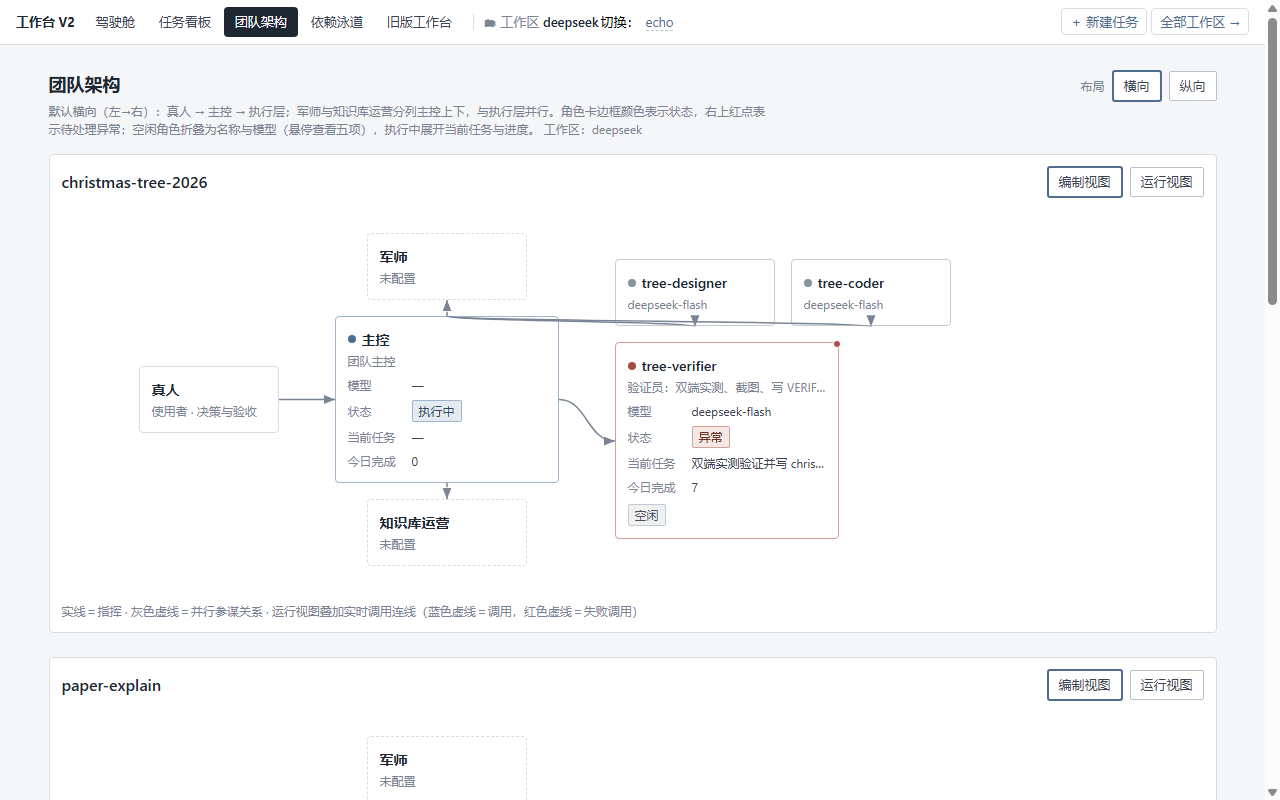 工作台 V2 驾驶舱 任务看板 团队架构 依赖泳道 旧版工作台 工作区 deepseek 切换： echo + 新建任务 全部工作区 →
团队架构
布局 横向 纵向
默认横向（左→右）：真人 → 主控 → 执行层；军师与知识库运营分列主控上下，与执行层并行。角色卡边框颜色表示状态，右上红点表
示待处理异常；空闲角色折叠为名称与模型（悬停查看五项），执行中展开当前任务与进度。 工作区：deepseek
christmas-tree-2026
编制视图 运行视图
军师
未配置
tree-designer
deepseek-flash
tree-coder
deepseek-flash
真人
使用者 · 决策与验收
主控
团队主控
模型 —
状态 执行中
当前任务 —
今日完成 0
tree-verifier
验证员：双端实测、截图、写 VERIF...
模型 deepseek-flash
状态 异常
当前任务 双端实测验证并写 chris...
今日完成 7
空闲
知识库运营
未配置
实线 = 指挥 · 灰色虚线 = 并行参谋关系 · 运行视图叠加实时调用连线（蓝色虚线 = 调用，红色虚线 = 失败调用）
paper-explain
编制视图 运行视图
军师
未配置